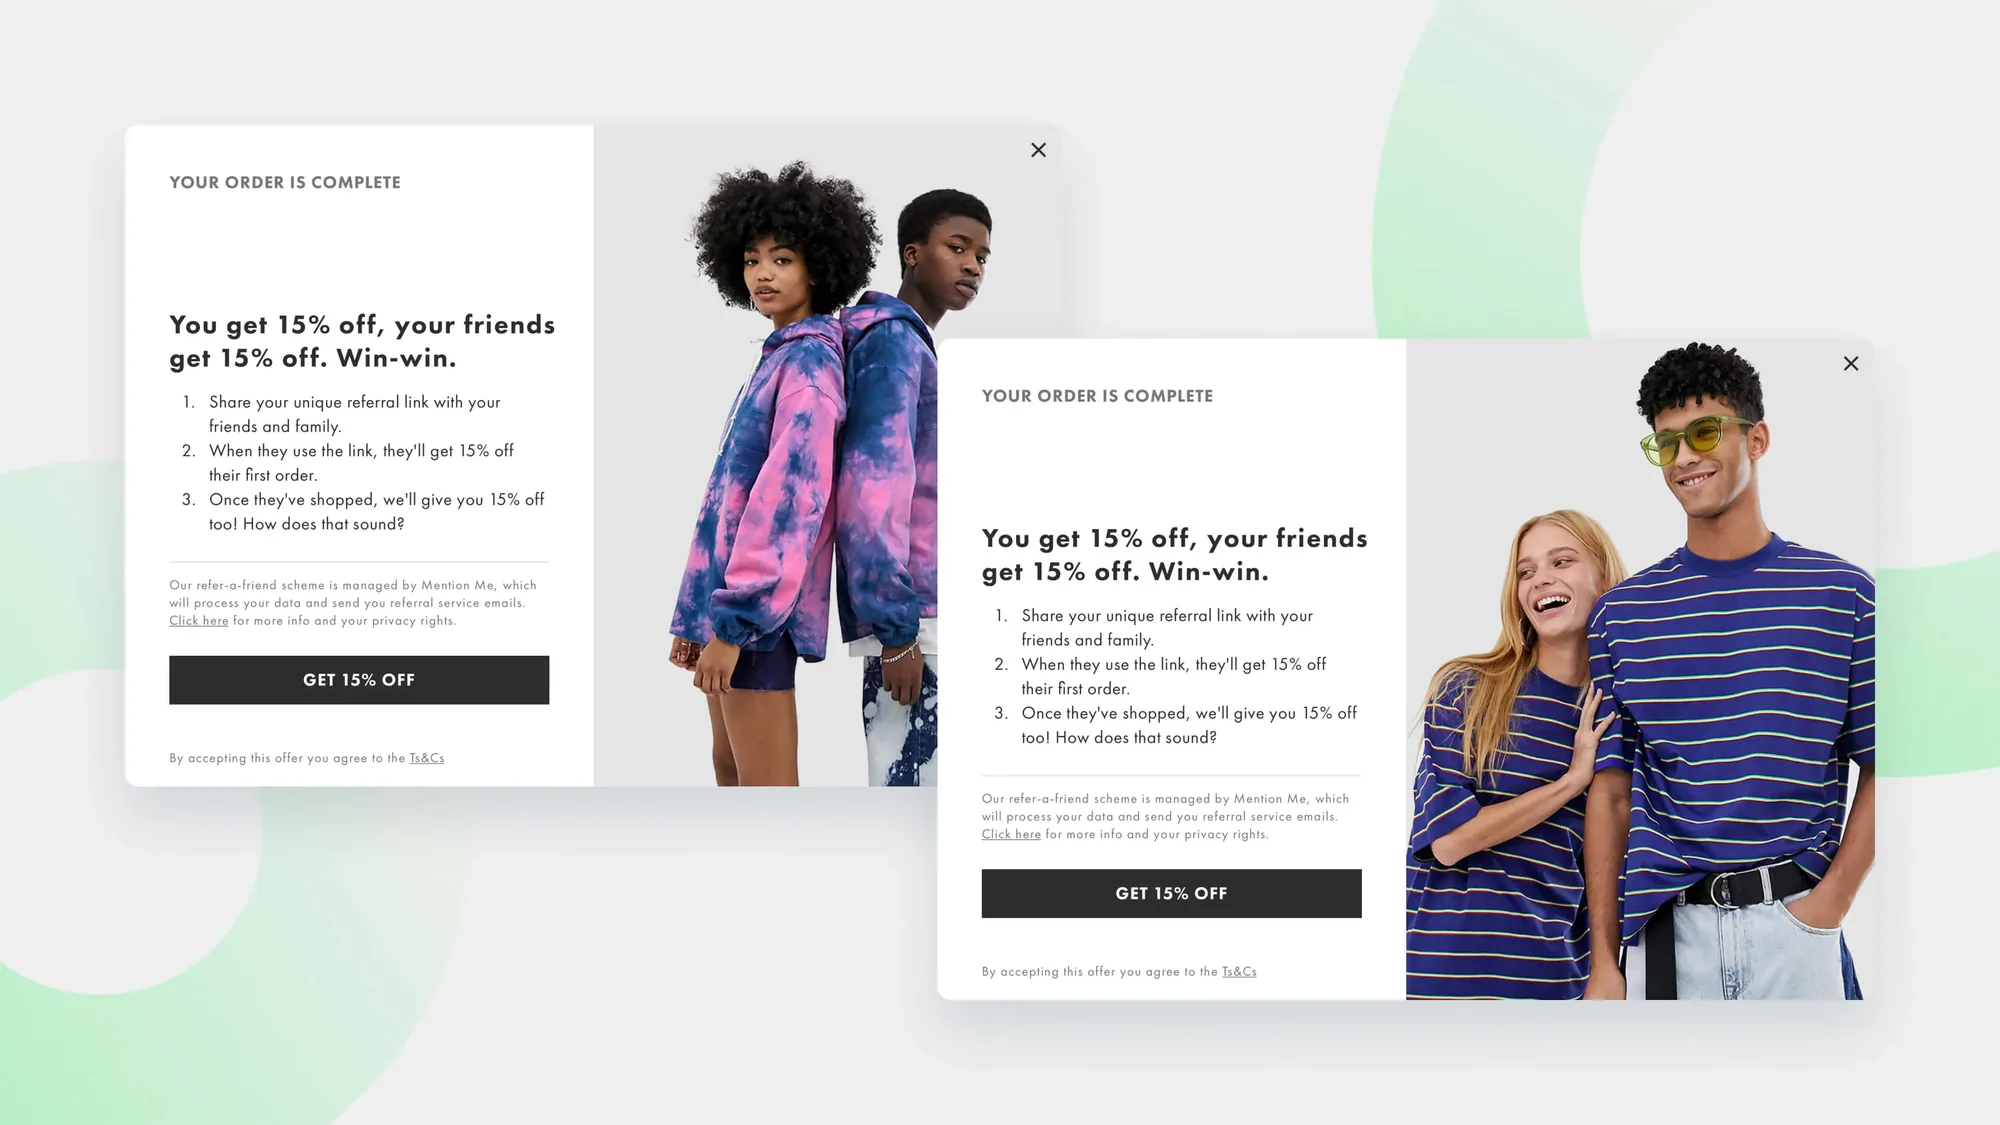 YOUR ORDER IS COMPLETE
You get 15% off, your friends
get 15% off. Win-win.
1. Share your unique referral link with your
friends and family.
2. When they use the link, they'll get 15% off
their first order.
3. Once they've shopped, we'll give you 15% off
too! How does that sound?
Our refer-a-friend scheme is managed by Mention Me, which
will process your data and send you referral service emails.
Click here for more info and your privacy rights.
GET 15% OFF
By accepting this offer you agree to the Ts&Cs
YOUR ORDER IS COMPLETE
You get 15% off, your friends
get 15% off. Win-win.
1. Share your unique referral link with your
friends and family.
2. When they use the link, they'll get 15% off
their first order.
3. Once they've shopped, we'll give you 15% off
too! How does that sound?
Our refer-a-friend scheme is managed by Mention Me, which
will process your data and send you referral service emails.
Click here for more info and your privacy rights.
GET 15% OFF
By accepting this offer you agree to the Ts&Cs